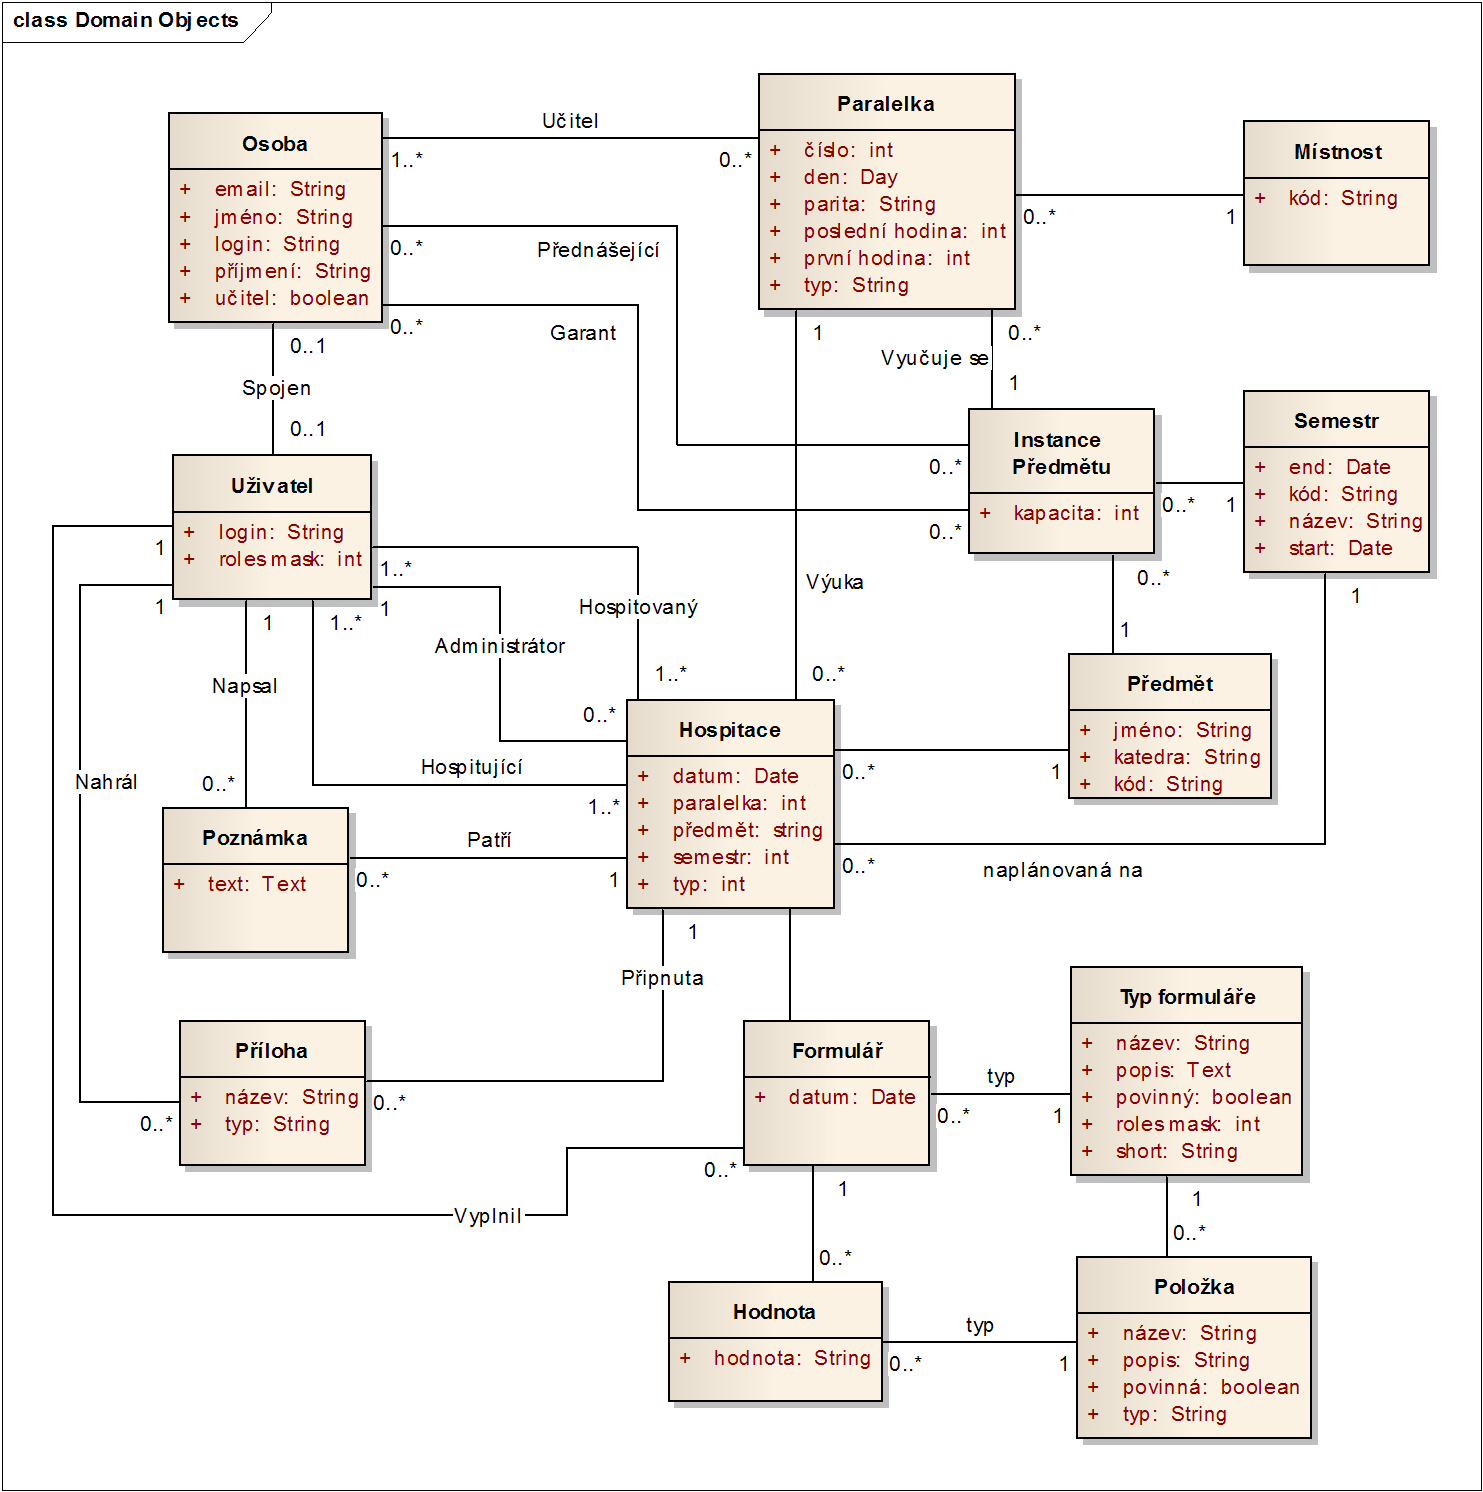 class Domain Objects
Osoba
+ email: String
+ jméno: String
+ login: String
+ příjmení: String
+ učitel: boolean
Učitel
1..*
0..*
Paralelka
+ číslo: int
+ den: Day
+ parita: String
+ poslední hodina: int
+ první hodina: int
+ typ: String
Místnost
+ kód: String
0..*
1
0..*
Přednášející
0..*
0..*
Garant
0..*
0..1
Spojen
0..1
1
0..*
Vyučuje se
1
Instance
Předmětu
+ kapacita: int
Semestr
+ end: Date
+ kód: String
+ název: String
+ start: Date
0..*
1
Uživatel
+ login: String
+ roles mask: int
1
1
1
1..*
1..*
1
Hospitovaný
1..*
Administrátor
0..*
Výuka
0..*
0..*
1
1
Předmět
+ jméno: String
+ katedra: String
+ kód: String
Napsal
0..*
Nahrál
Hospitující
1..*
Hospitace
+ datum: Date
+ paralelka: int
+ předmět: string
+ semestr: int
+ typ: int
0..*
1
0..*
naplánovaná na
Poznámka
+ text: Text
Patří
0..*
1
1
Připnuta
0..*
Příloha
+ název: String
+ typ: String
0..*
Formulář
+ datum: Date
typ
0..*
1
Typ formuláře
+ název: String
+ popis: Text
+ povinný: boolean
+ roles mask: int
+ short: String
0..*
Vyplnil
1
0..*
1
0..*
Hodnota
+ hodnota: String
typ
0..*
1
Položka
+ název: String
+ popis: String
+ povinná: boolean
+ typ: String